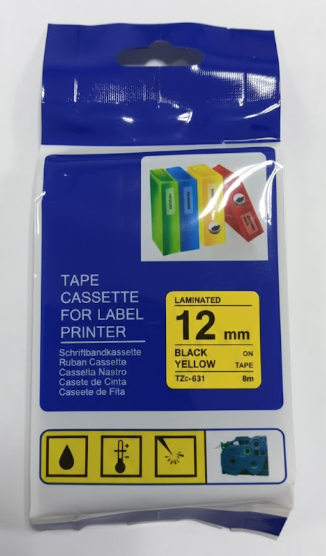 TAPE
CASSETTE
FOR LABEL
PRINTER
Schriftbandkassette
Ruban Cassette
Cassetta Nastro
Casete de Cinta
Cassete de Fita
LAMINATED
12 mm
BLACK ON
YELLOW TAPE
TZc-631 8m